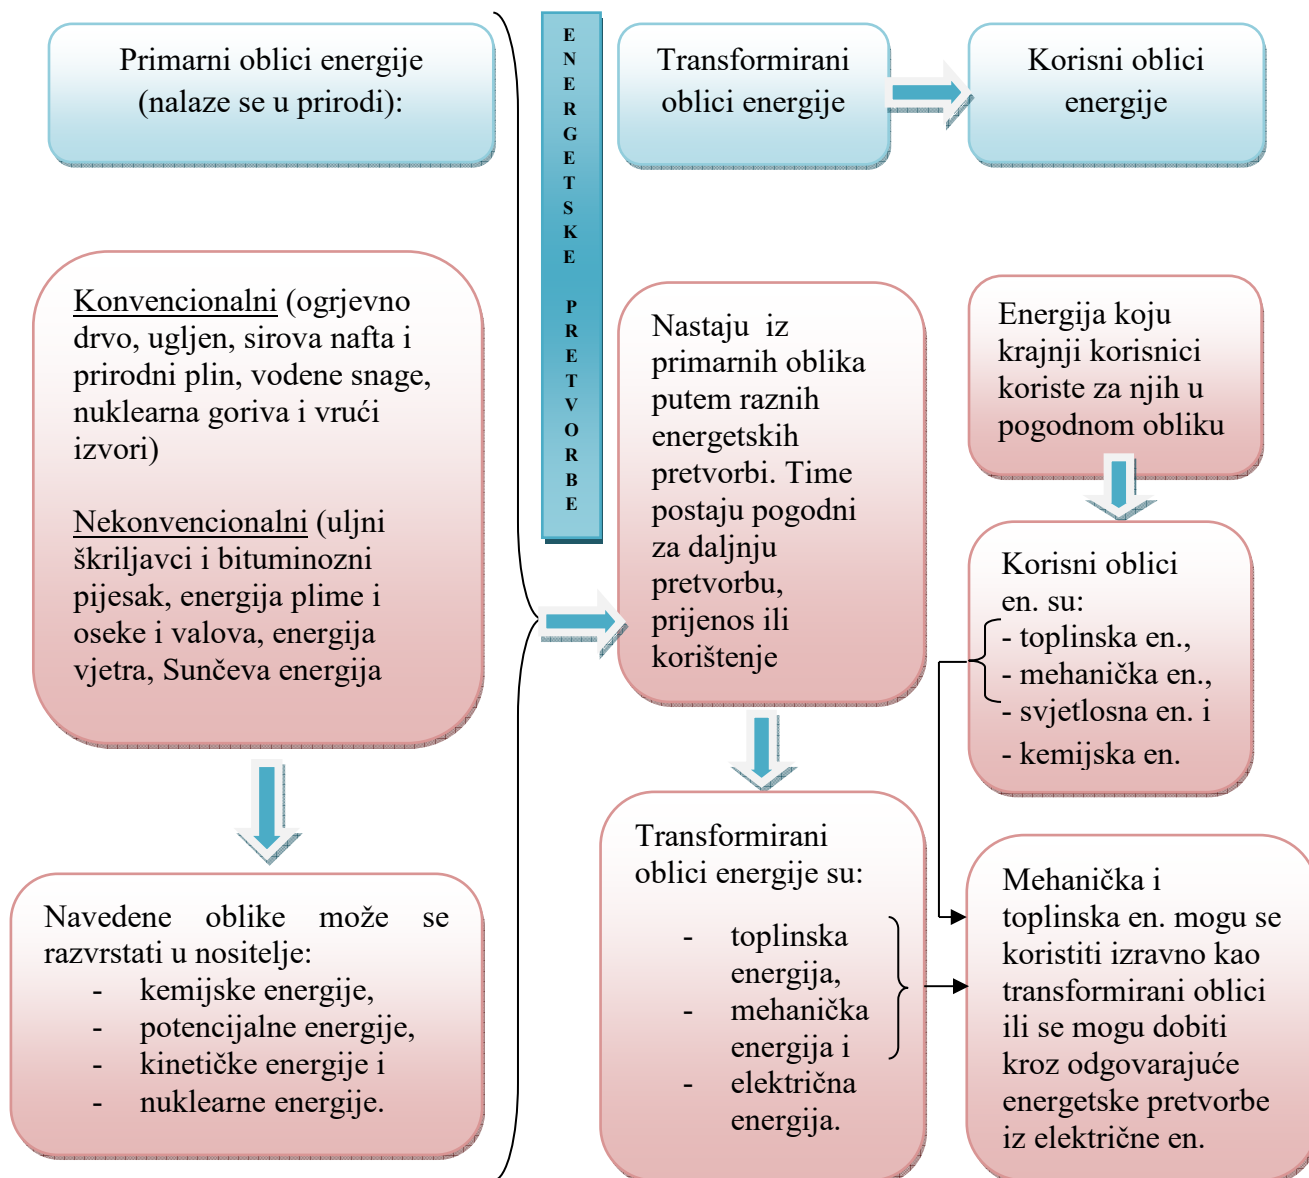 Primarni oblici energije
(nalaze se u prirodi):
Konvencionalni (ogrjevno
drvo, ugljen, sirova nafta i
prirodni plin, vodene snage,
nuklearna goriva i vrući
izvori)
Nekonvencionalni (uljni
škriljavci i bituminozni
pijesak, energija plime i
oseke i valova, energija
vjetra, Sunčeva energija
Navedene oblike može se
razvrstati u nositelje:
- kemijske energije,
- potencijalne energije,
- kinetičke energije i
- nuklearne energije.
ENERGETSKE PRETVORBE
Transformirani
oblici energije
Nastaju iz
primarnih oblika
putem raznih
energetskih
pretvorbi. Time
postaju pogodni
za daljnju
pretvorbu,
prijenos ili
korištenje
Transformirani
oblici energije su:
- toplinska
energija,
- mehanička
energija i
- električna
energija.
Korisni oblici
energije
Energija koju
krajnji korisnici
koriste za njih u
pogodnom obliku
Korisni oblici
en. su:
- toplinska en.,
- mehanička en.,
- svjetlosna en. i
- kemijska en.
Mehanička i
toplinska en. mogu se
koristiti izravno kao
transformirani oblici
ili se mogu dobiti
kroz odgovarajuće
energetske pretvorbe
iz električne en.